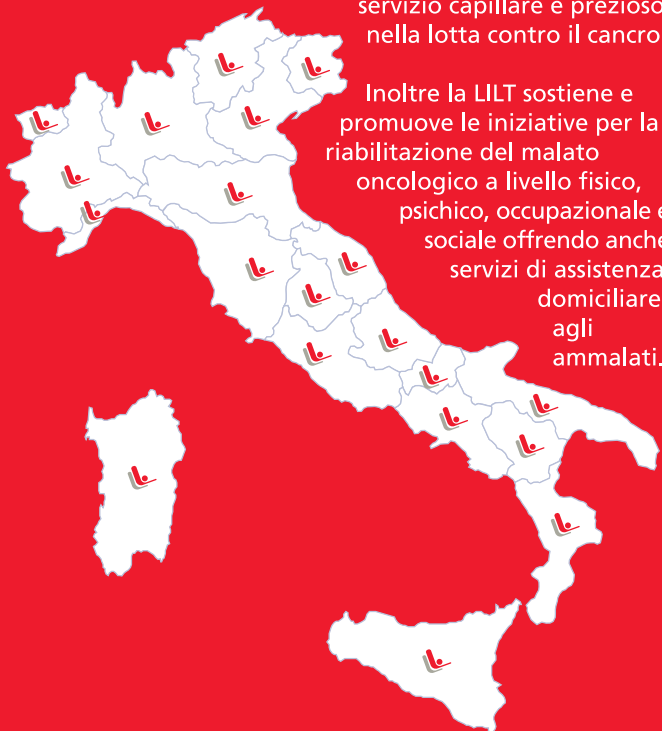 servizio capillare e prezioso
nella lotta contro il cancro
Inoltre la LILT sostiene e
promuove le iniziative per la
riabilitazione del malato
oncologico a livello fisico,
psichico, occupazionale e
sociale offrendo anche
servizi di assistenza
domiciliare
agli
ammalati.